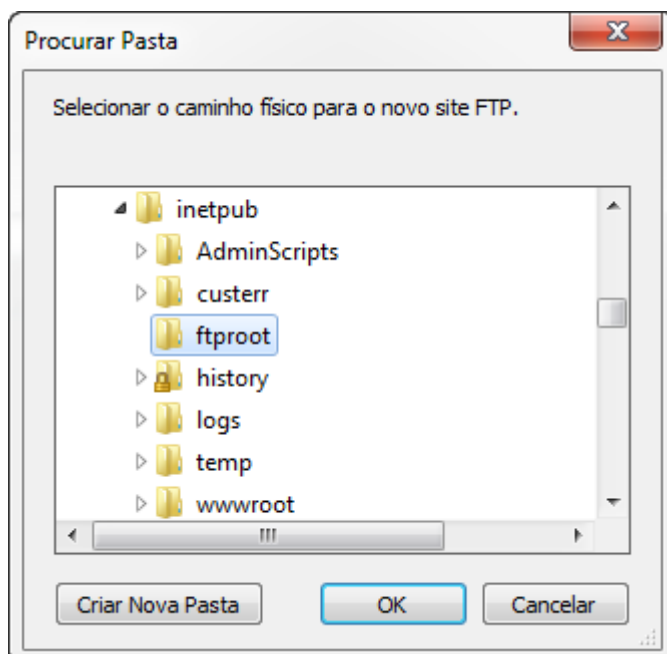 Procurar Pasta
Selecionar o caminho físico para o novo site FTP.
inetpub
AdminScripts
custerr
ftproot
history
logs
temp
wwwroot
Criar Nova Pasta OK Cancelar